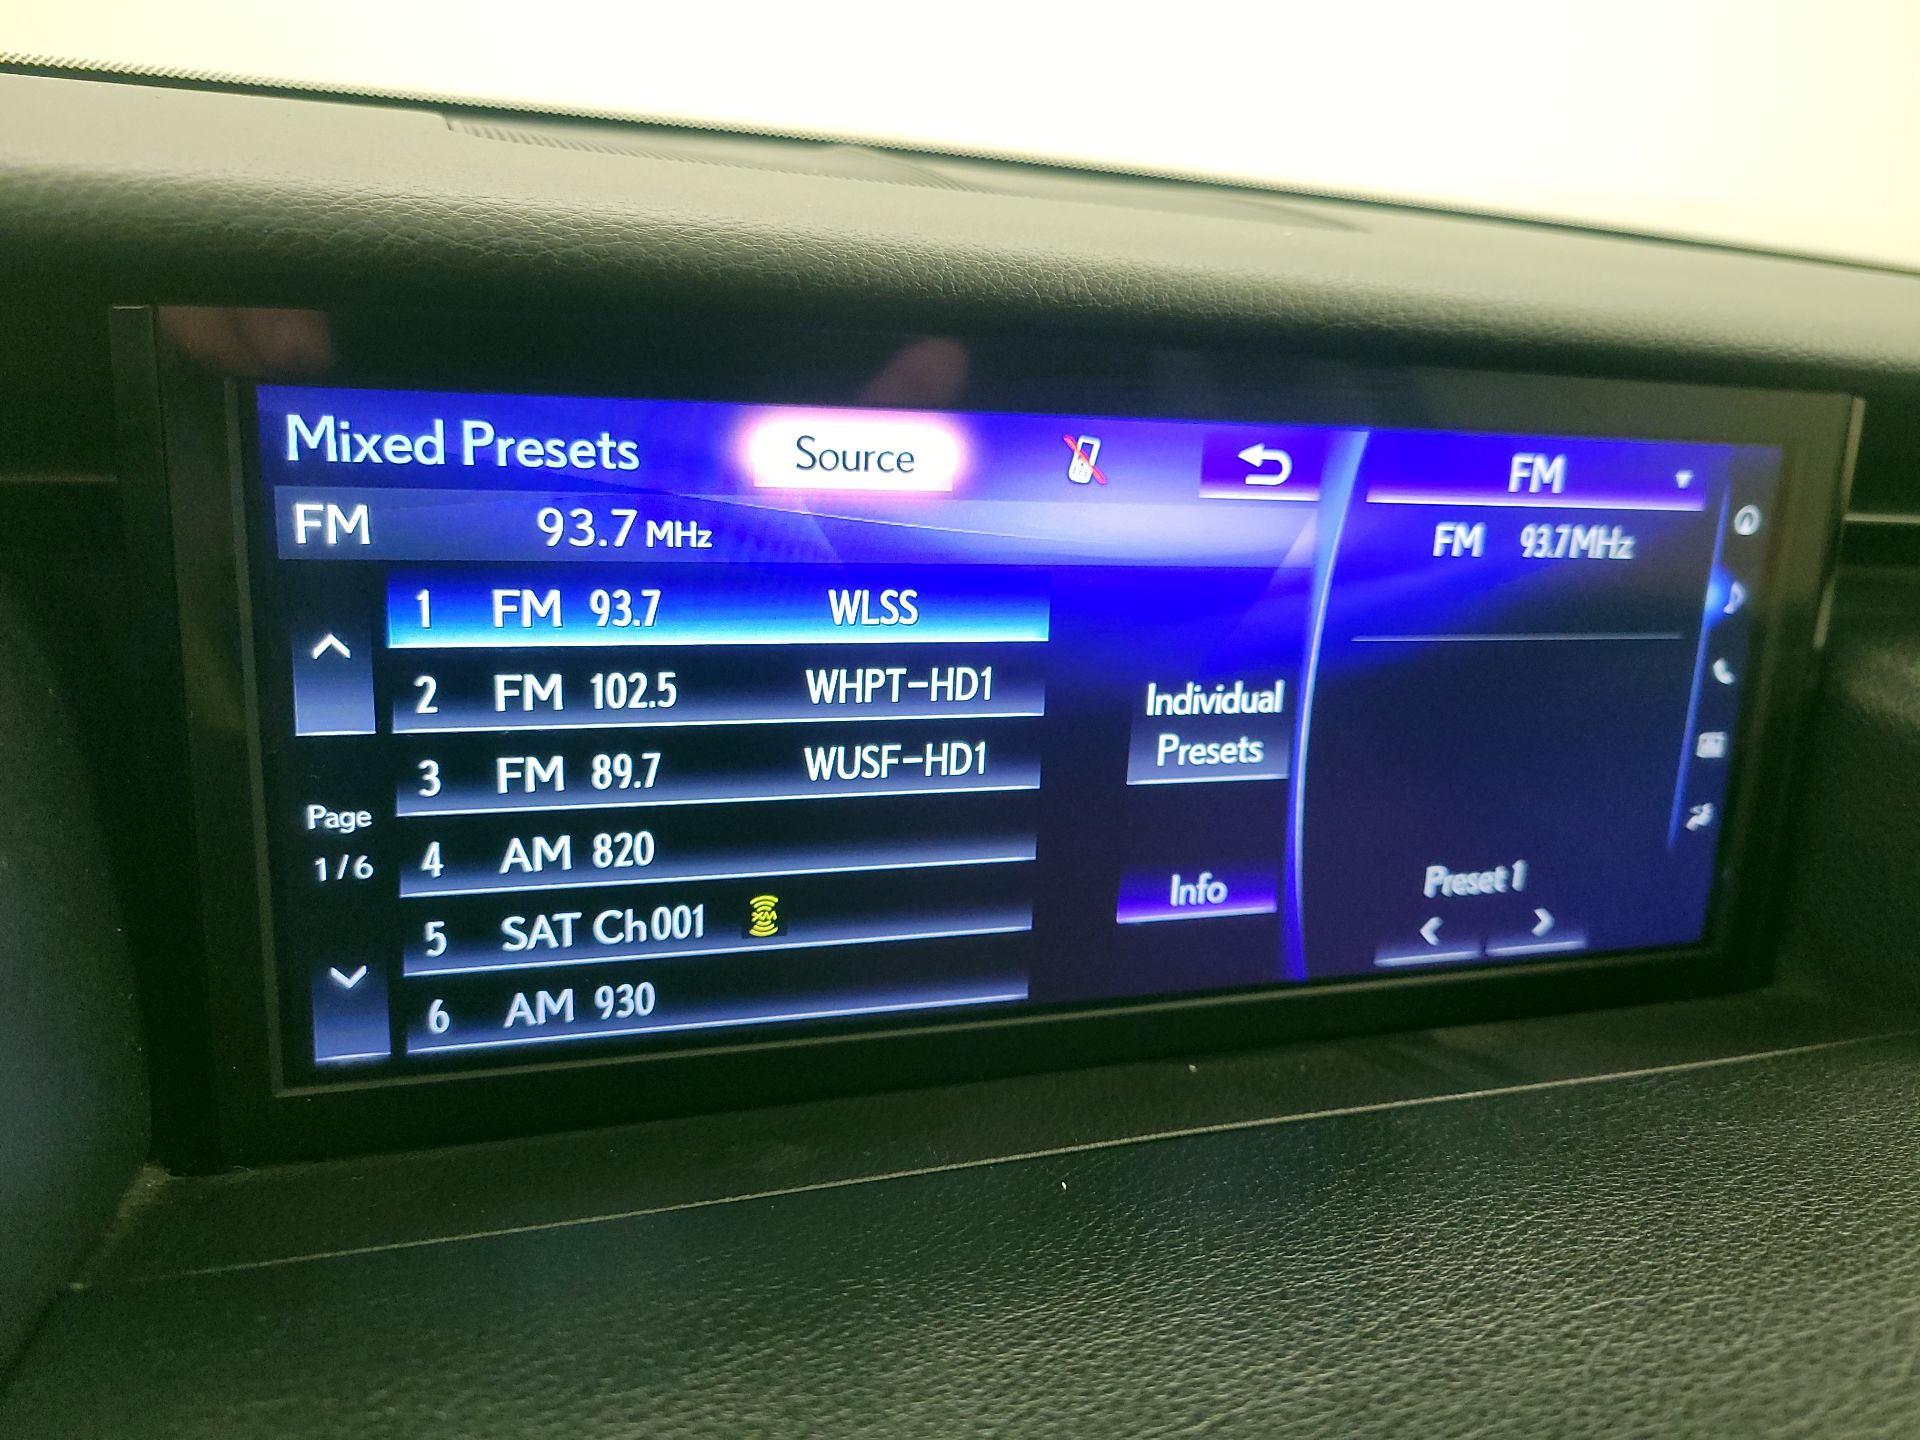 Mixed Presets
Source
FM 93.7 MHz
1 FM 93.7 WLSS
2 FM 102.5 WHPT-HD1
3 FM 89.7 WUSF-HD1
4 AM 820
5 SAT Ch001 XM
6 AM 930
Page
1/6
Individual
Presets
Info
FM
FM 93.7MHz
Preset 1